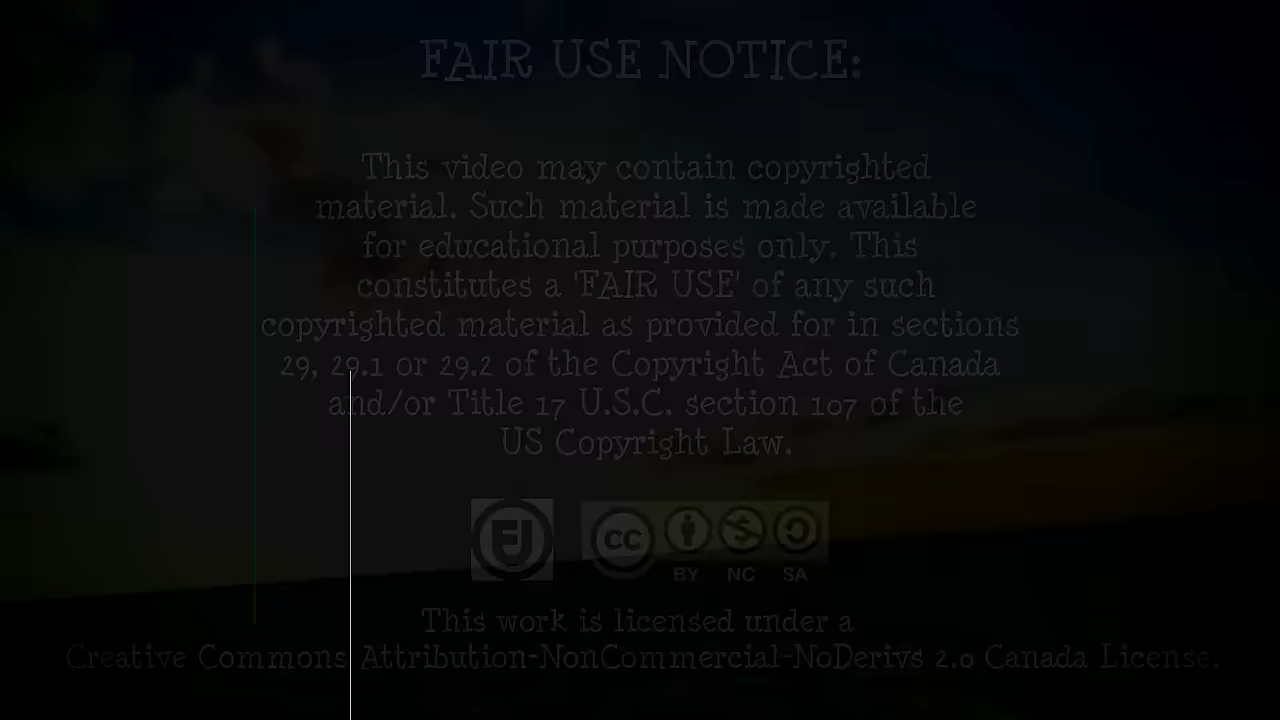 FAIR USE NOTICE:
This video may contain copyrighted
material. Such material is made available
for educational purposes only. This
constitutes a 'FAIR USE' of any such
copyrighted material as provided for in sections
29, 29.1 or 29.2 of the Copyright Act of Canada
and/or Title 17 U.S.C. section 107 of the
US Copyright Law.
FJ cc
BY NC SA
This work is licensed under a
Creative Commons Attribution-NonCommercial-NoDerivs 2.0 Canada License.